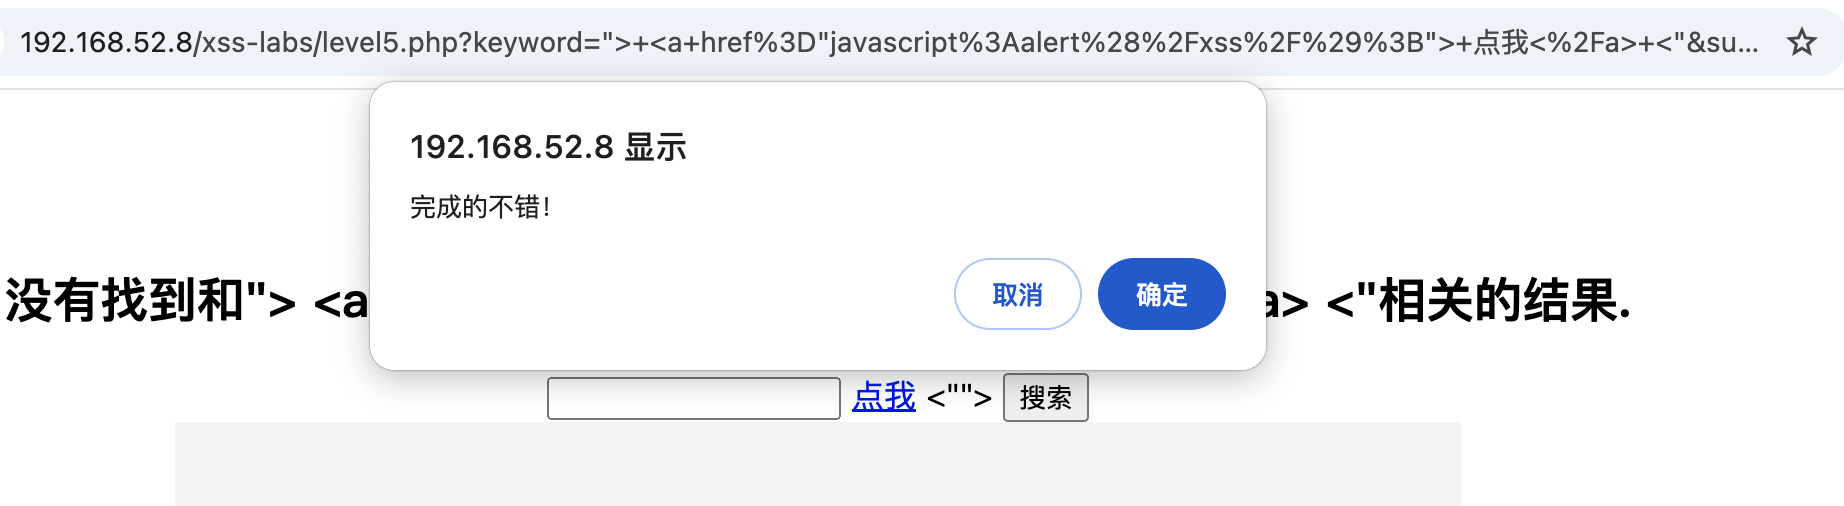 192.168.52.8/xss-labs/level5.php?keyword=">+<a+href%3D"javascript%3Aalert%28%2Fxss%2F%29%3B">+点我<%2Fa>+<"&su...
192.168.52.8 显示
完成的不错!
取消 确定
没有找到和"> <a a> <"相关的结果.
点我 <""> 搜索